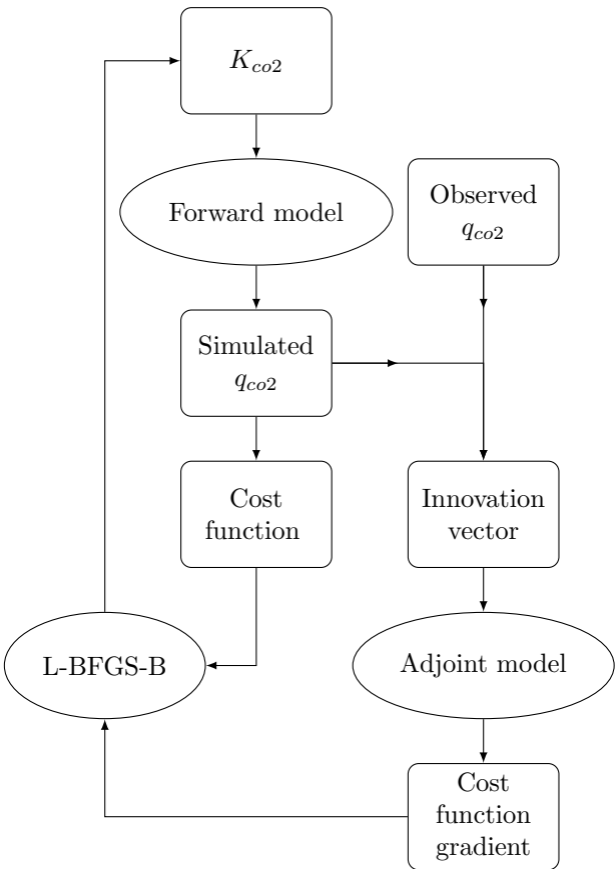 K_{co2}
Forward model
Observed
q_{co2}
Simulated
q_{co2}
Cost
function
Innovation
vector
L-BFGS-B
Adjoint model
Cost
function
gradient